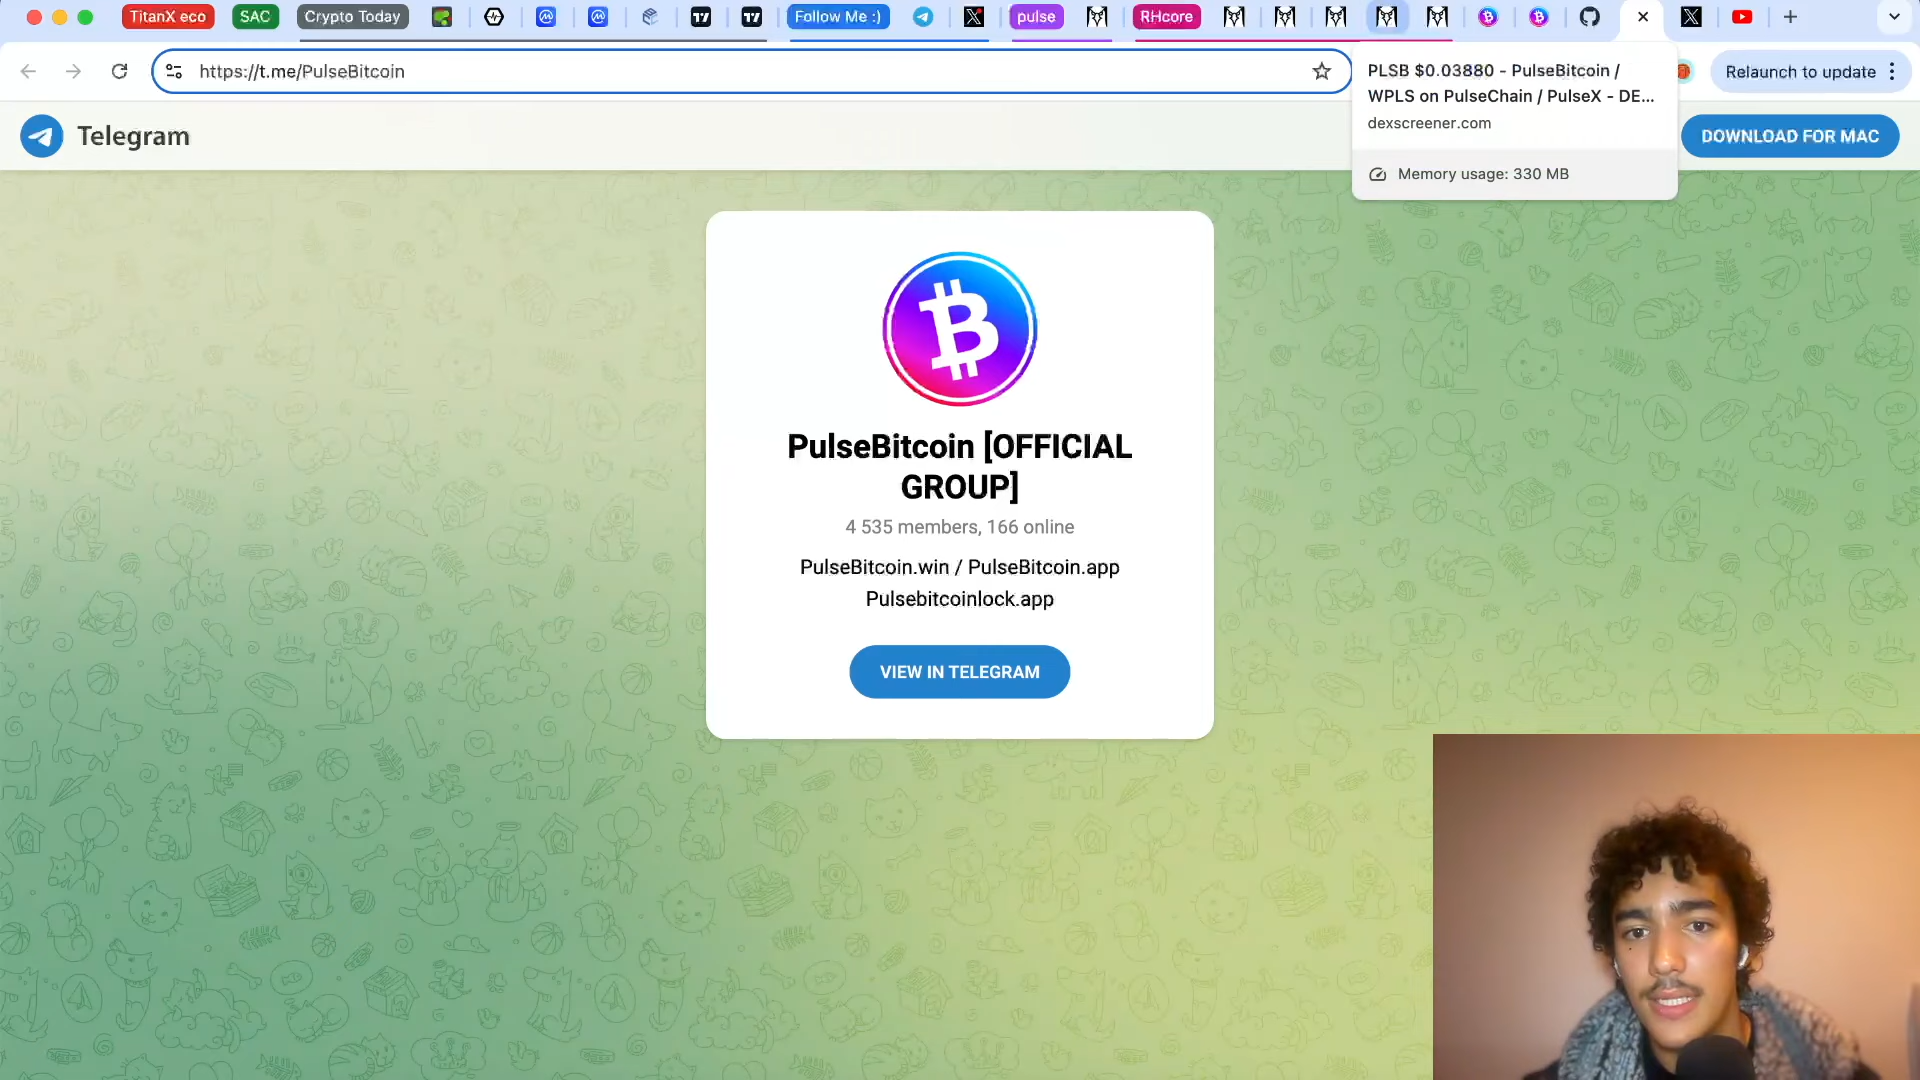 TitanX eco
SAC
Crypto Today
Follow Me :)
pulse
RHcore
https://t.me/PulseBitcoin
PLSB $0.03880 - PulseBitcoin /
WPLS on PulseChain / PulseX - DE...
dexscreener.com
Memory usage: 330 MB
Relaunch to update
Telegram
DOWNLOAD FOR MAC
PulseBitcoin [OFFICIAL
GROUP]
4 535 members, 166 online
PulseBitcoin.win / PulseBitcoin.app
Pulsebitcoinlock.app
VIEW IN TELEGRAM